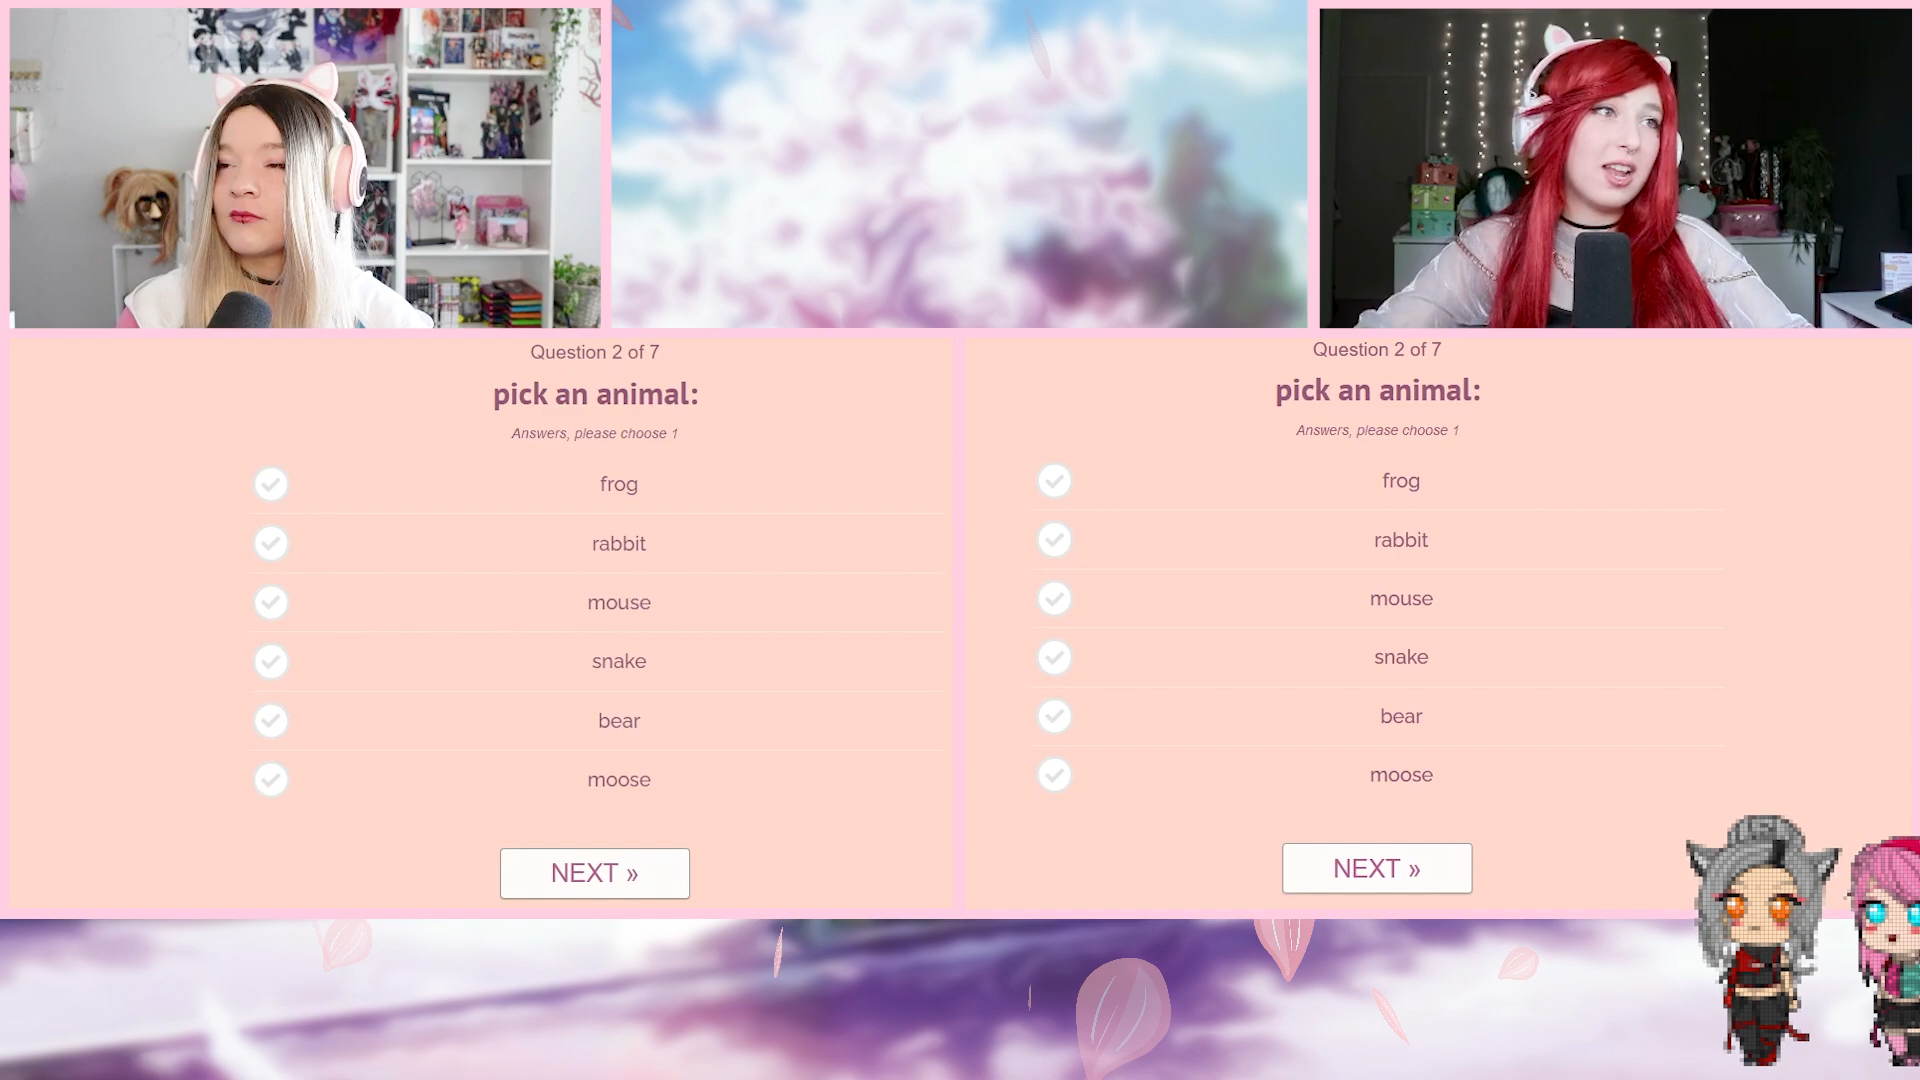 Question 2 of 7
pick an animal:
Answers, please choose 1
frog
rabbit
mouse
snake
bear
moose
NEXT »
Question 2 of 7
pick an animal:
Answers, please choose 1
frog
rabbit
mouse
snake
bear
moose
NEXT »